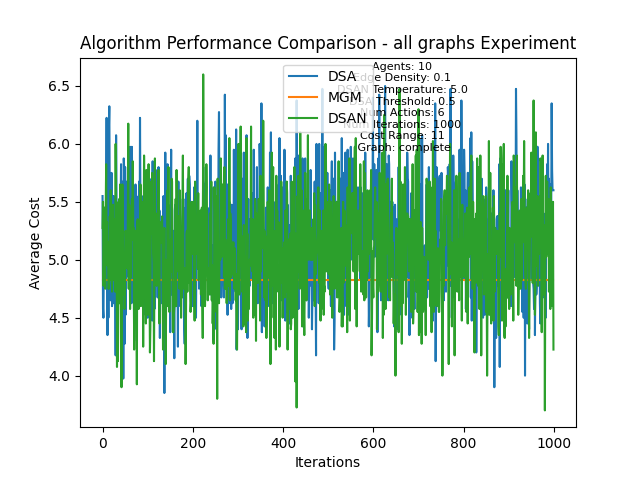 Algorithm Performance Comparison - all graphs Experiment
Agents: 10
Edge Density: 0.1
DSAN Temperature: 5.0
DSA Threshold: 0.5
Num Actions: 6
Num Iterations: 1000
Cost Range: 11
Graph: complete
DSA
MGM
DSAN
Average Cost
6.5
6.0
5.5
5.0
4.5
4.0
0
200
400
600
800
1000
Iterations